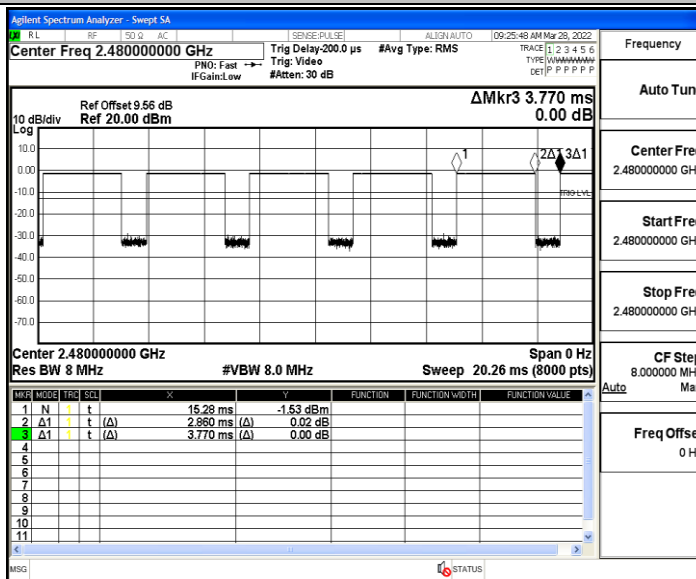 Agilent Spectrum Analyzer - Swept SA
RL RF 50 Ω AC SENSE:PULSE ALIGN AUTO 09:25:48 AM Mar 28, 2022
Center Freq 2.480000000 GHz
PNO: Fast
IFGain:Low
Trig Delay-200.0 µs
Trig: Video
#Atten: 30 dB
#Avg Type: RMS
TRACE 1 2 3 4 5 6
TYPE WWWWWW
DET P P P P P P
Ref Offset 9.56 dB
10 dB/div Ref 20.00 dBm
Log
ΔMkr3 3.770 ms
0.00 dB
10.0
0.00
-10.0
-20.0
-30.0
-40.0
-50.0
-60.0
-70.0
1 2Δ1 3Δ1
TRIG LVL
Center 2.480000000 GHz Span 0 Hz
Res BW 8 MHz #VBW 8.0 MHz Sweep 20.26 ms (8000 pts)
MKR MODE TRC SCL X Y FUNCTION FUNCTION WIDTH FUNCTION VALUE
1 N 1 t 15.28 ms -1.53 dBm
2 Δ1 1 t (Δ) 2.860 ms (Δ) 0.02 dB
3 Δ1 1 t (Δ) 3.770 ms (Δ) 0.00 dB
4
5
6
7
8
9
10
11
MSG STATUS
Frequency
Auto Tun
Center Fre
2.480000000 GH
Start Fre
2.480000000 GH
Stop Fre
2.480000000 GH
CF Step
8.000000 MH
Auto Ma
Freq Offse
0 H